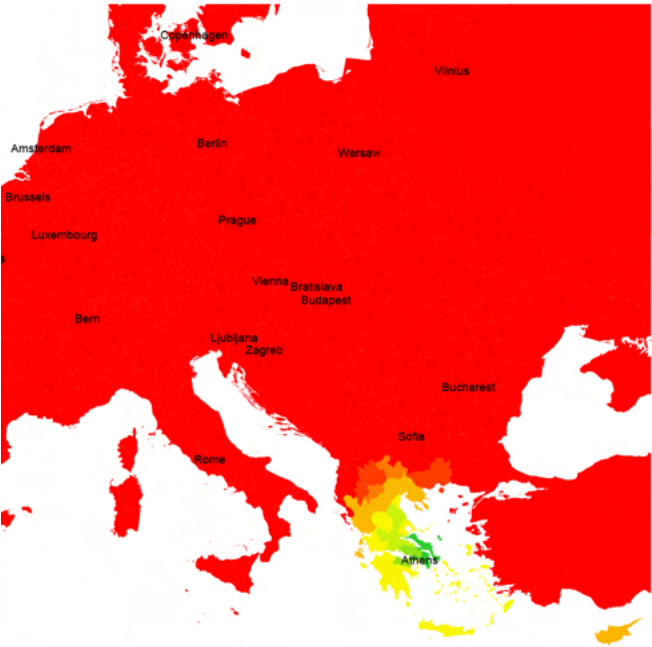 Copenhagen
Vilnius
Berlin
Amsterdam
Warsaw
Brussels
Prague
Luxembourg
s
Vienna
Bratislava
Budapest
Bern
Ljubljana
Zagreb
Bucharest
Sofia
Rome
Athens